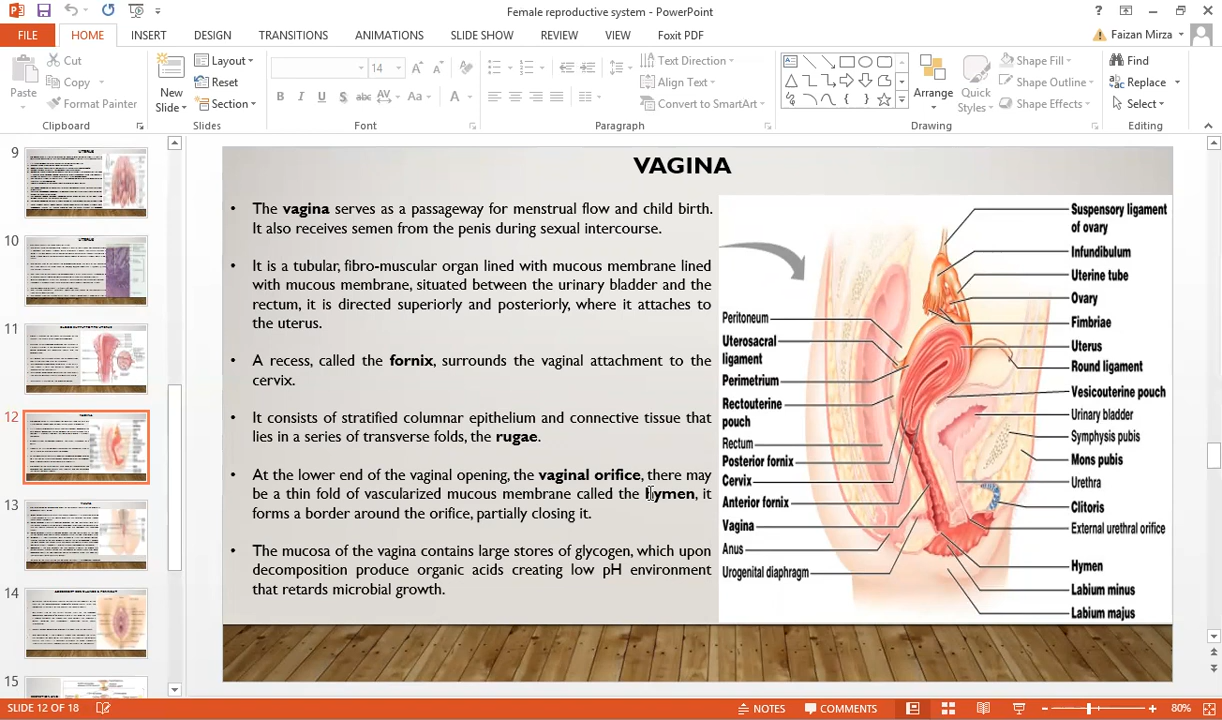 Female reproductive system - PowerPoint
?
FILE
HOME
INSERT
DESIGN
TRANSITIONS
ANIMATIONS
SLIDE SHOW
REVIEW
VIEW
Foxit PDF
Faizan Mirza
Paste
Cut
Copy
Format Painter
Clipboard
New
Slide
Layout
Reset
Section
Slides
14
B I U S abc AV Aa A
Font
Text Direction
Align Text
Convert to SmartArt
Paragraph
Arrange
Quick
Styles
Shape Fill
Shape Outline
Shape Effects
Drawing
Find
Replace
Select
Editing
9
10
11
12
13
14
15
VAGINA
• The vagina serves as a passageway for menstrual flow and child birth.
It also receives semen from the penis during sexual intercourse.
• It is a tubular, fibro-muscular organ lined with mucous membrane lined
with mucous membrane, situated between the urinary bladder and the
rectum, it is directed superiorly and posteriorly, where it attaches to
the uterus.
• A recess, called the fornix, surrounds the vaginal attachment to the
cervix.
• It consists of stratified columnar epithelium and connective tissue that
lies in a series of transverse folds, the rugae.
• At the lower end of the vaginal opening, the vaginal orifice, there may
be a thin fold of vascularized mucous membrane called the hymen, it
forms a border around the orifice, partially closing it.
• The mucosa of the vagina contains large stores of glycogen, which upon
decomposition produce organic acids creating low pH environment
that retards microbial growth.
Peritoneum
Uterosacral
ligament
Perimetrium
Rectouterine
pouch
Rectum
Posterior fornix
Cervix
Anterior fornix
Vagina
Anus
Urogenital diaphragm
Suspensory ligament
of ovary
Infundibulum
Uterine tube
Ovary
Fimbriae
Uterus
Round ligament
Vesicouterine pouch
Urinary bladder
Symphysis pubis
Mons pubis
Urethra
Clitoris
External urethral orifice
Hymen
Labium minus
Labium majus
SLIDE 12 OF 18
NOTES
COMMENTS
80%